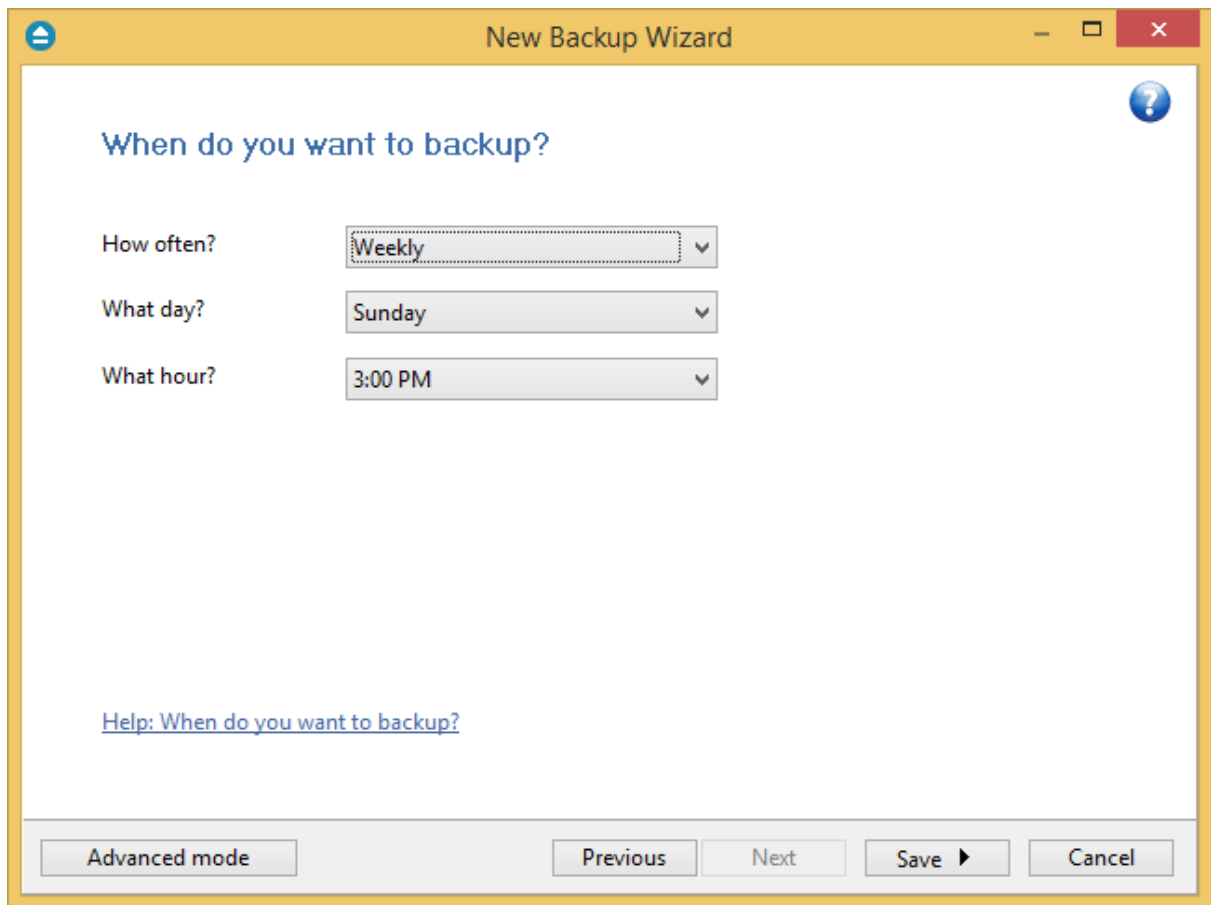 New Backup Wizard
When do you want to backup?
How often? Weekly
What day? Sunday
What hour? 3:00 PM
Help: When do you want to backup?
Advanced mode Previous Next Save Cancel